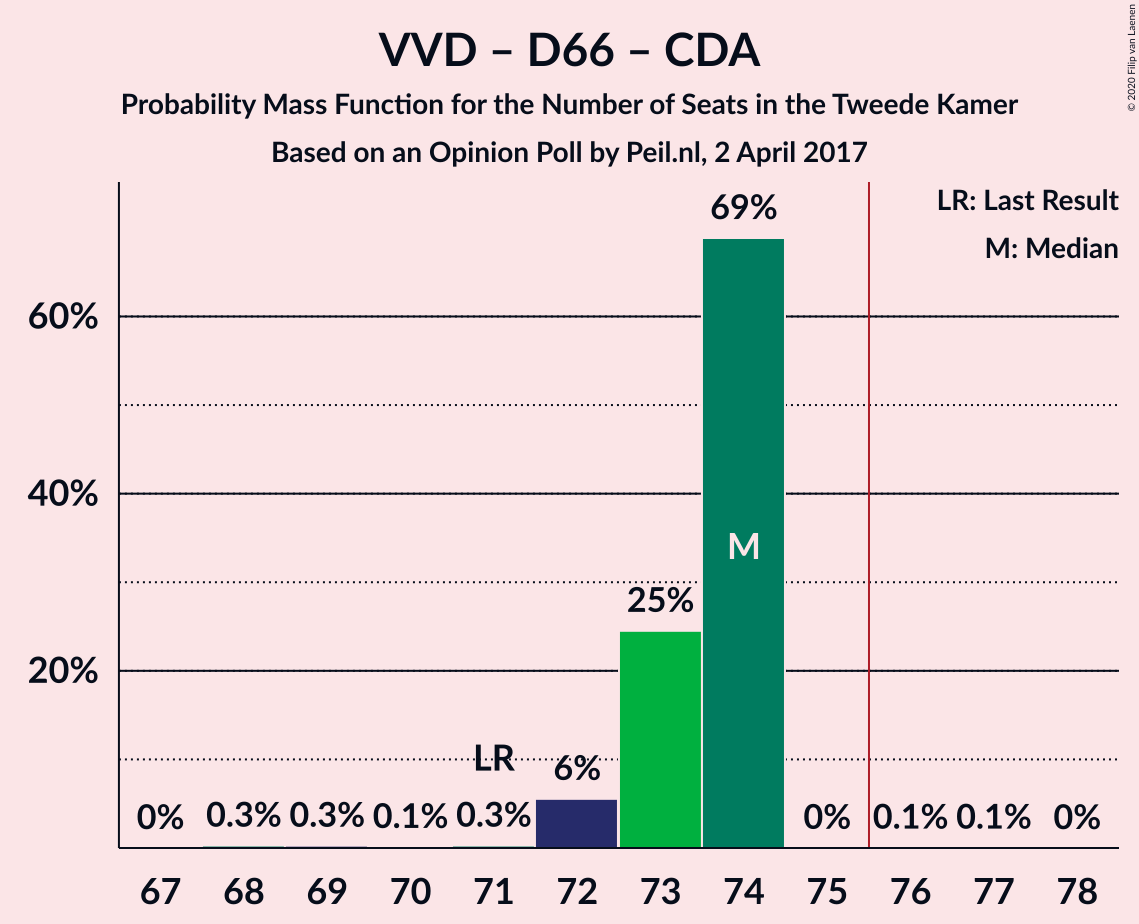 VVD – D66 – CDA
Probability Mass Function for the Number of Seats in the Tweede Kamer
Based on an Opinion Poll by Peil.nl, 2 April 2017
© 2020 Filip van Laenen
LR: Last Result
M: Median
60%
40%
20%
0%
0.3%
0.3%
0.1%
0.3%
LR
6%
25%
69%
M
0%
0.1%
0.1%
0%
67 68 69 70 71 72 73 74 75 76 77 78